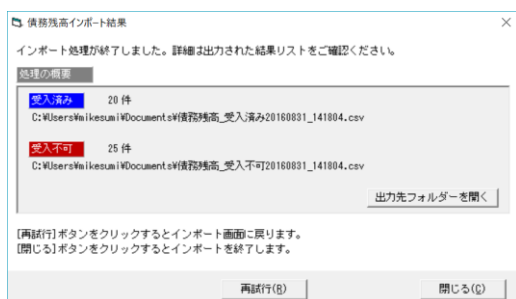 債務残高インポート結果
インポート処理が終了しました。詳細は出力された結果リストをご確認ください。
処理の概要
受入済み 20 件
C:¥Users¥mikesumi¥Documents¥債務残高_受入済み20160831_141804.csv
受入不可 25 件
C:¥Users¥mikesumi¥Documents¥債務残高_受入不可20160831_141804.csv
出力先フォルダーを開く
[再試行]ボタンをクリックするとインポート画面に戻ります。
[閉じる]ボタンをクリックするとインポートを終了します。
再試行(R) 閉じる(C)